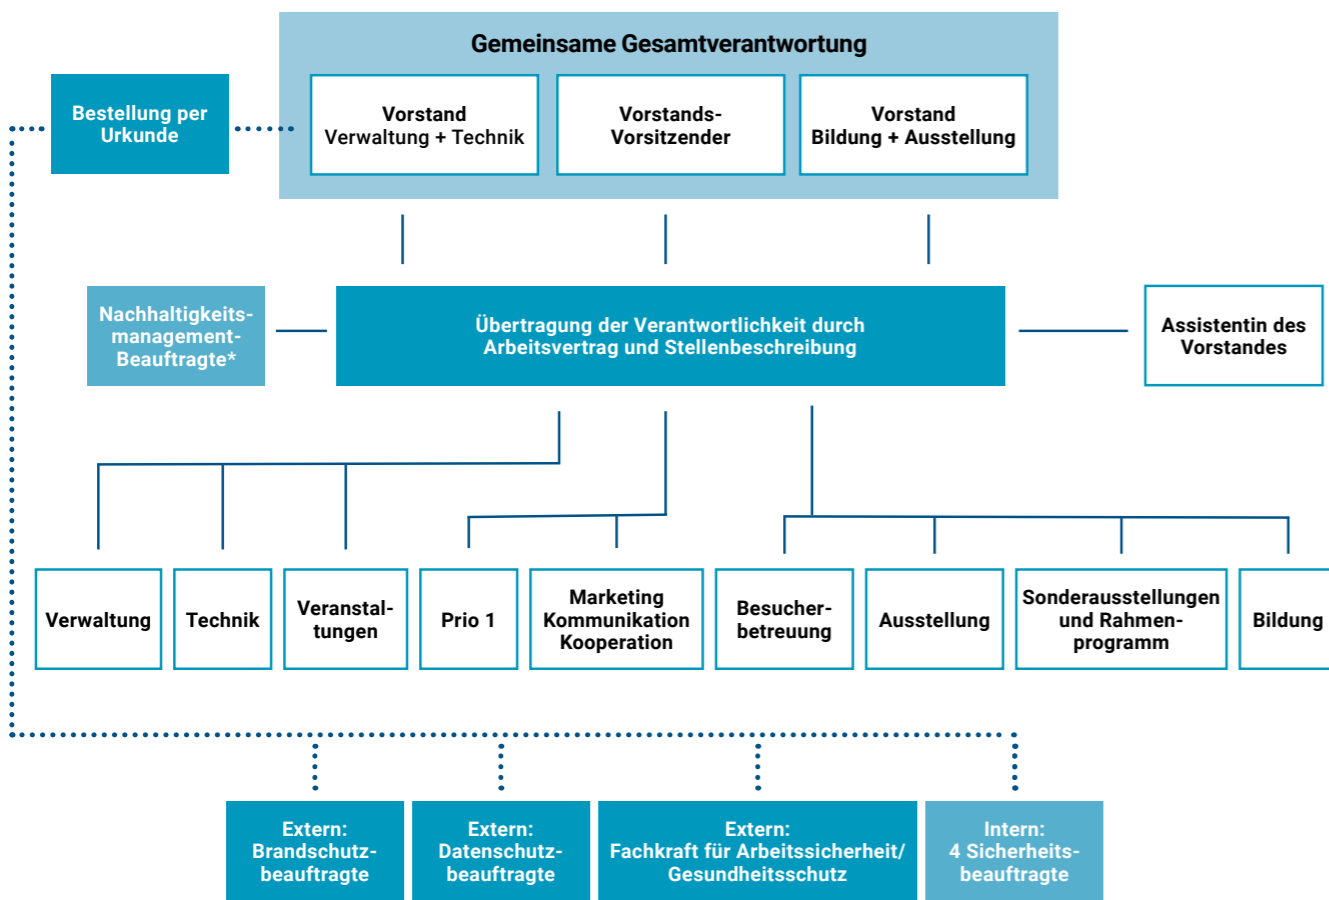 Gemeinsame Gesamtverantwortung
Bestellung per
Urkunde
Vorstand
Verwaltung + Technik
Vorstands-
Vorsitzender
Vorstand
Bildung + Ausstellung
Nachhaltigkeits-
management-
Beauftragte*
Übertragung der Verantwortlichkeit durch
Arbeitsvertrag und Stellenbeschreibung
Assistentin des
Vorstandes
Verwaltung
Technik
Veranstal-
tungen
Prio 1
Marketing
Kommunikation
Kooperation
Besucher-
betreuung
Ausstellung
Sonderausstellungen
und Rahmen-
programm
Bildung
Extern:
Brandschutz-
beauftragte
Extern:
Datenschutz-
beauftragte
Extern:
Fachkraft für Arbeitssicherheit/
Gesundheitsschutz
Intern:
4 Sicherheits-
beauftragte